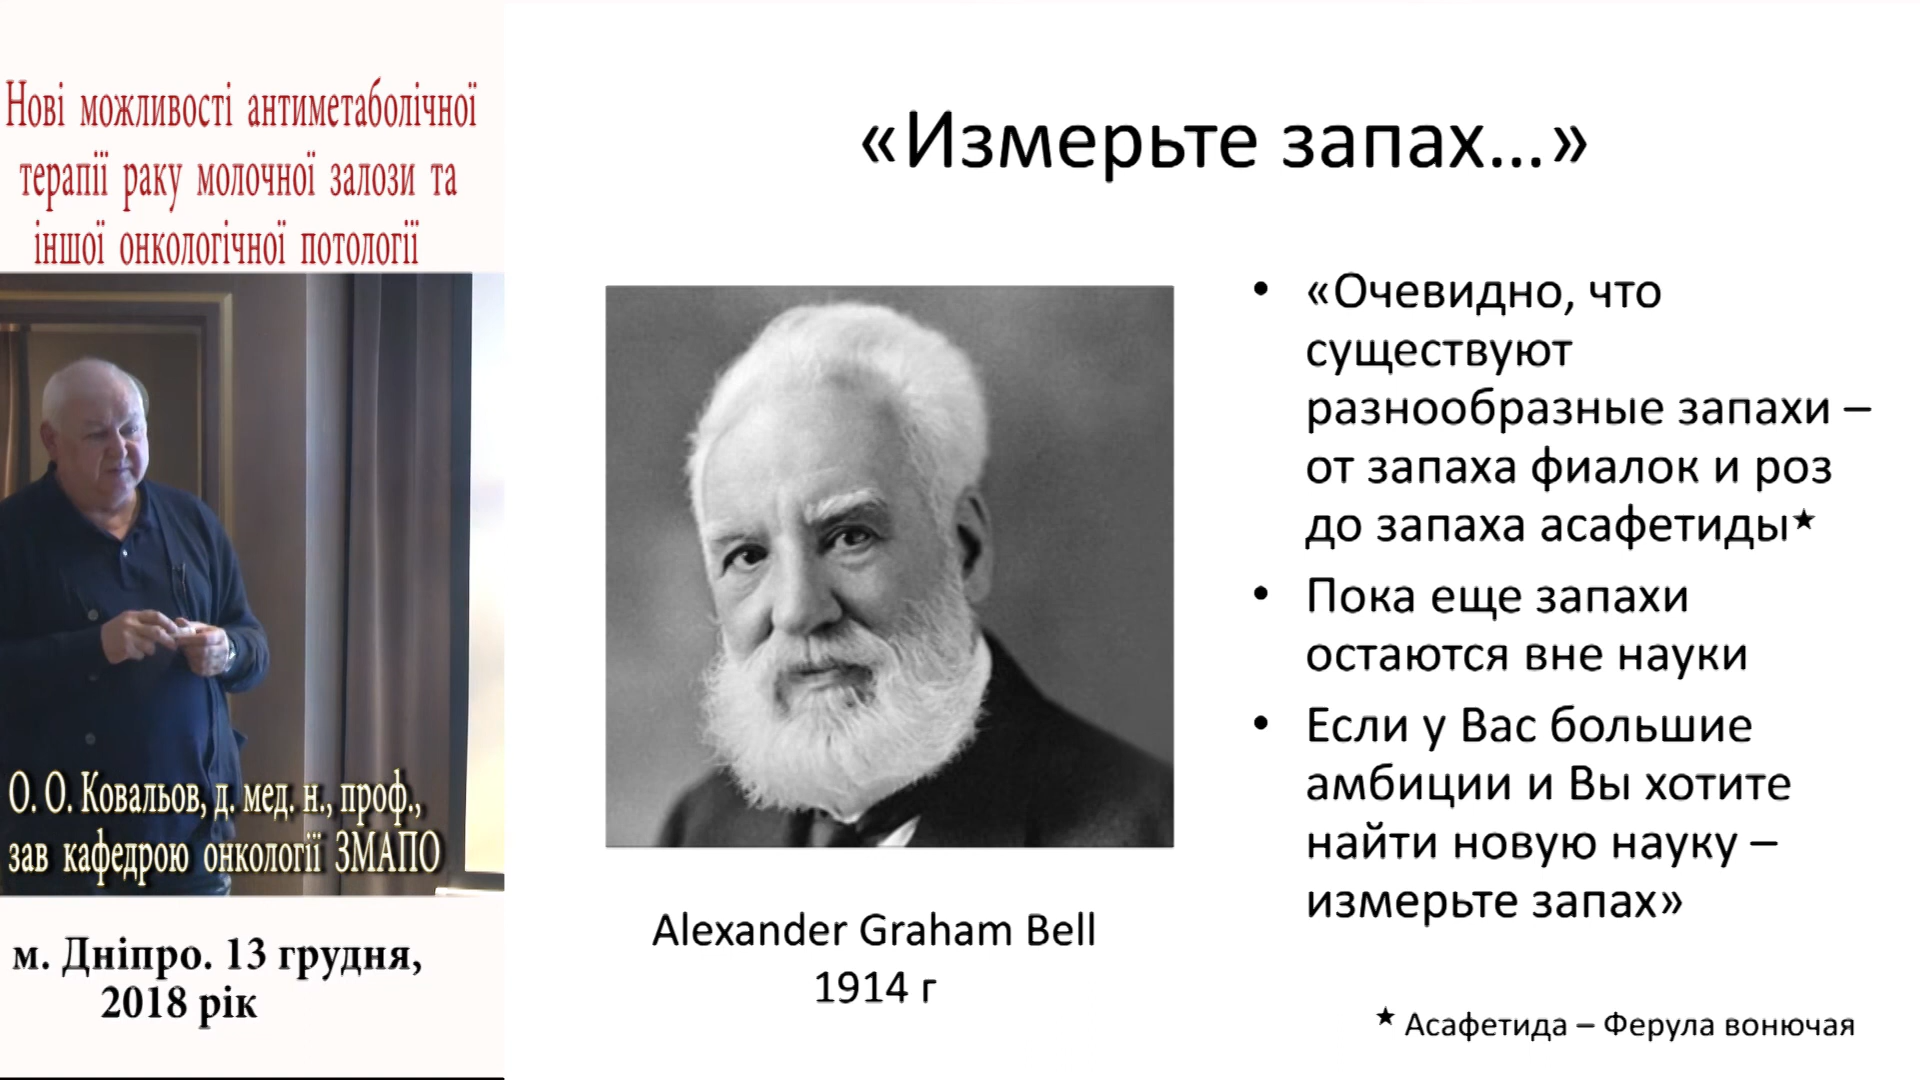 Нові можливості антиметаболічної
терапії раку молочної залози та
іншої онкологічної потології
О. О. Ковальов, д. мед. н., проф.,
зав кафедрою онкології ЗМАПО
м. Дніпро. 13 грудня,
2018 рік
«Измерьте запах...»
Alexander Graham Bell
1914 г
• «Очевидно, что
существуют
разнообразные запахи –
от запаха фиалок и роз
до запаха асафетиды★
• Пока еще запахи
остаются вне науки
• Если у Вас большие
амбиции и Вы хотите
найти новую науку –
измерьте запах»
★ Асафетида – Ферула вонючая